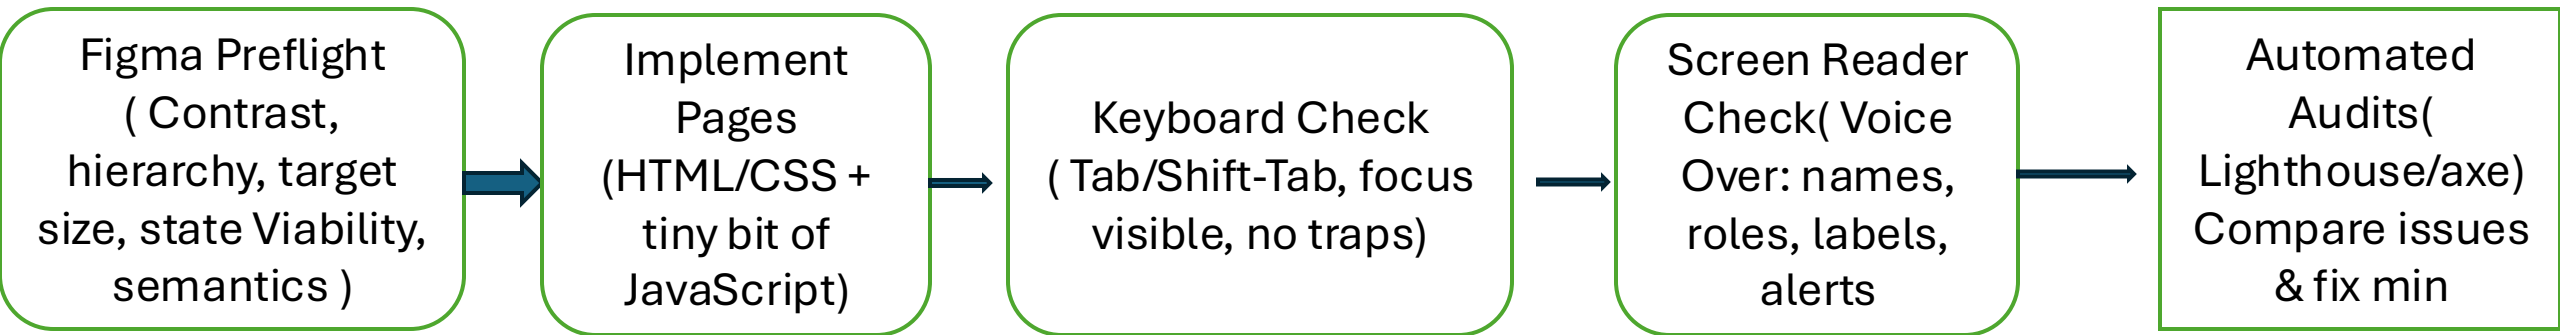 Figma Preflight
( Contrast,
hierarchy, target
size, state Viability,
semantics )
Implement
Pages
(HTML/CSS +
tiny bit of
JavaScript)
Keyboard Check
( Tab/Shift-Tab, focus
visible, no traps)
Screen Reader
Check( Voice
Over: names,
roles, labels,
alerts
Automated
Audits(
Lighthouse/axe)
Compare issues
& fix min